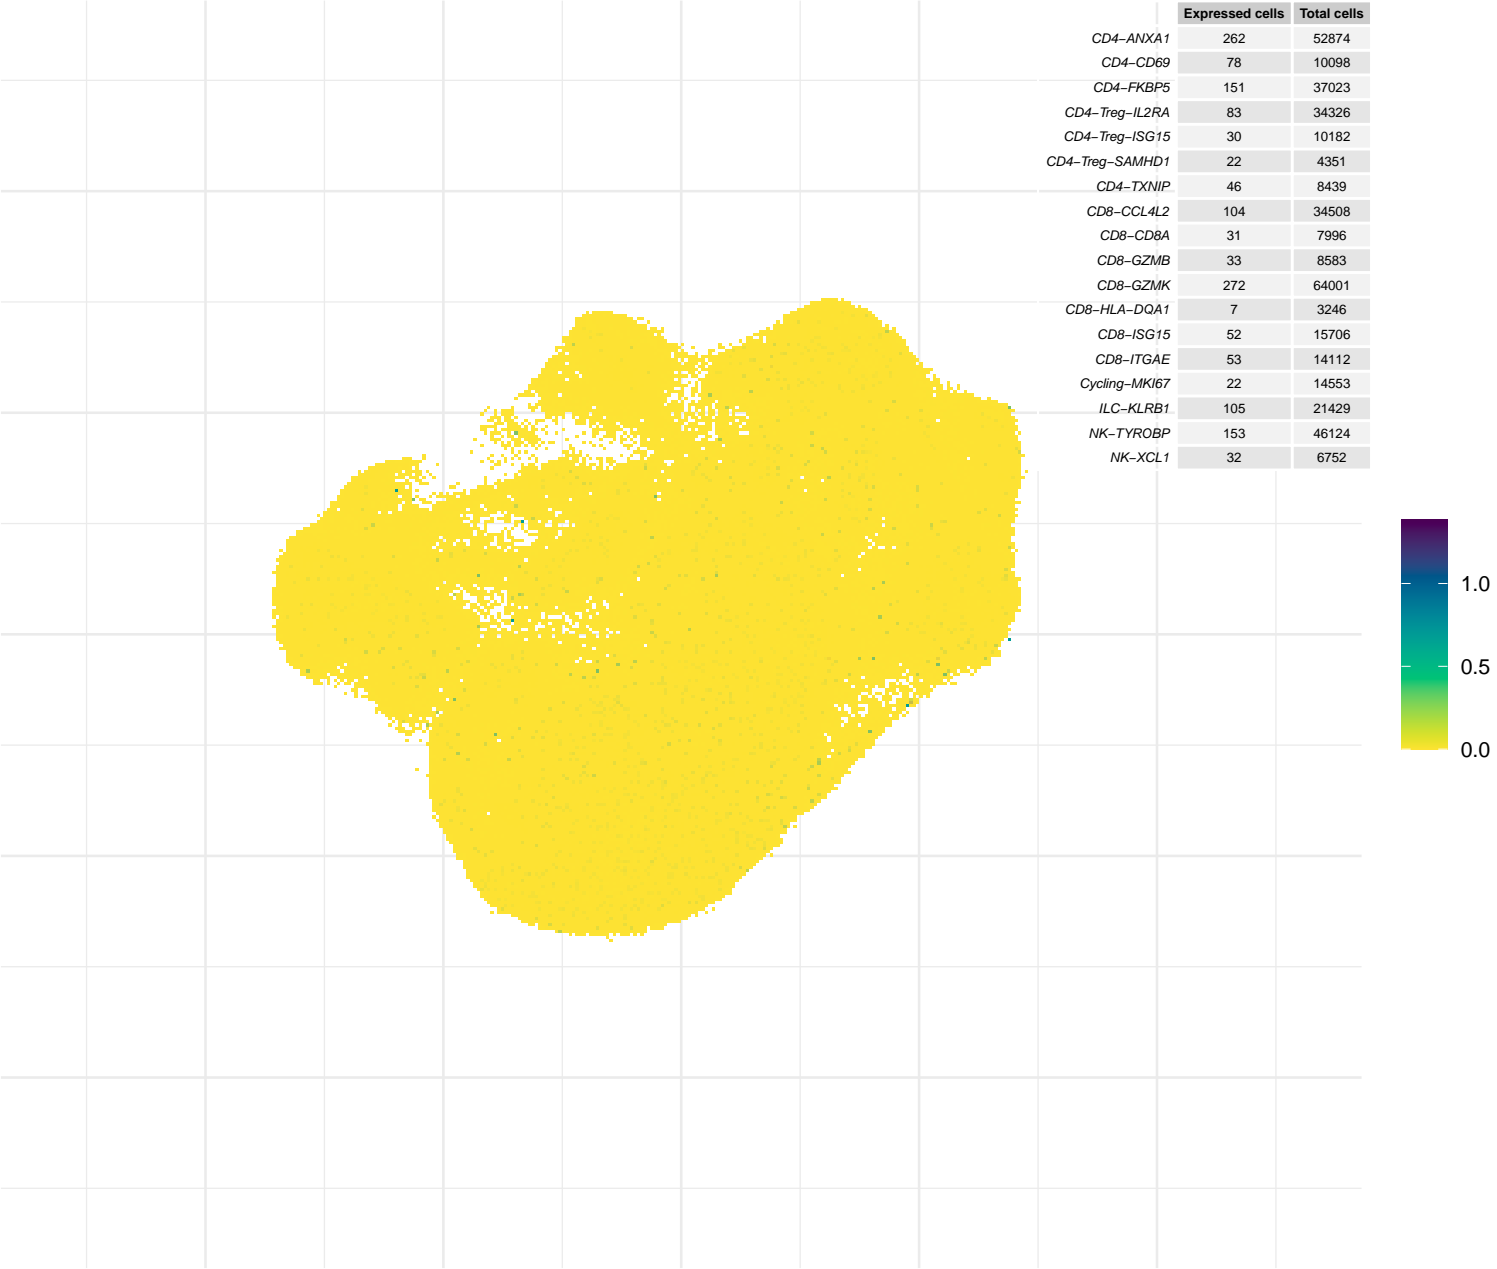 Expressed cells Total cells
CD4−ANXA1 262 52874
CD4−CD69 78 10098
CD4−FKBP5 151 37023
CD4−Treg−IL2RA 83 34326
CD4−Treg−ISG15 30 10182
CD4−Treg−SAMHD1 22 4351
CD4−TXNIP 46 8439
CD8−CCL4L2 104 34508
CD8−CD8A 31 7996
CD8−GZMB 33 8583
CD8−GZMK 272 64001
CD8−HLA−DQA1 7 3246
CD8−ISG15 52 15706
CD8−ITGAE 53 14112
Cycling−MKI67 22 14553
ILC−KLRB1 105 21429
NK−TYROBP 153 46124
NK−XCL1 32 6752
1.0
0.5
0.0